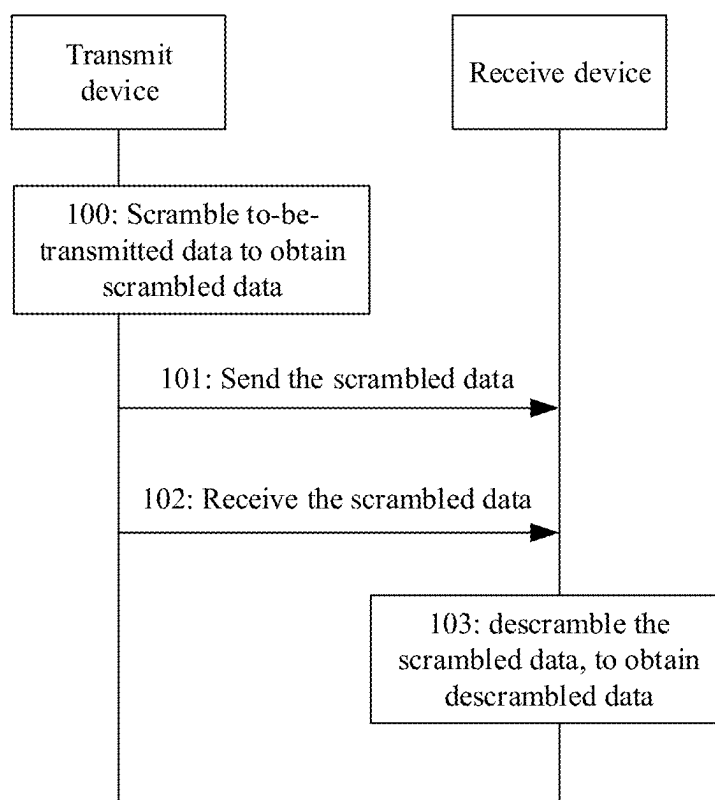 Transmit
device
Receive device
100: Scramble to-be-
transmitted data to obtain
scrambled data
101: Send the scrambled data
102: Receive the scrambled data
103: descramble the
scrambled data, to obtain
descrambled data